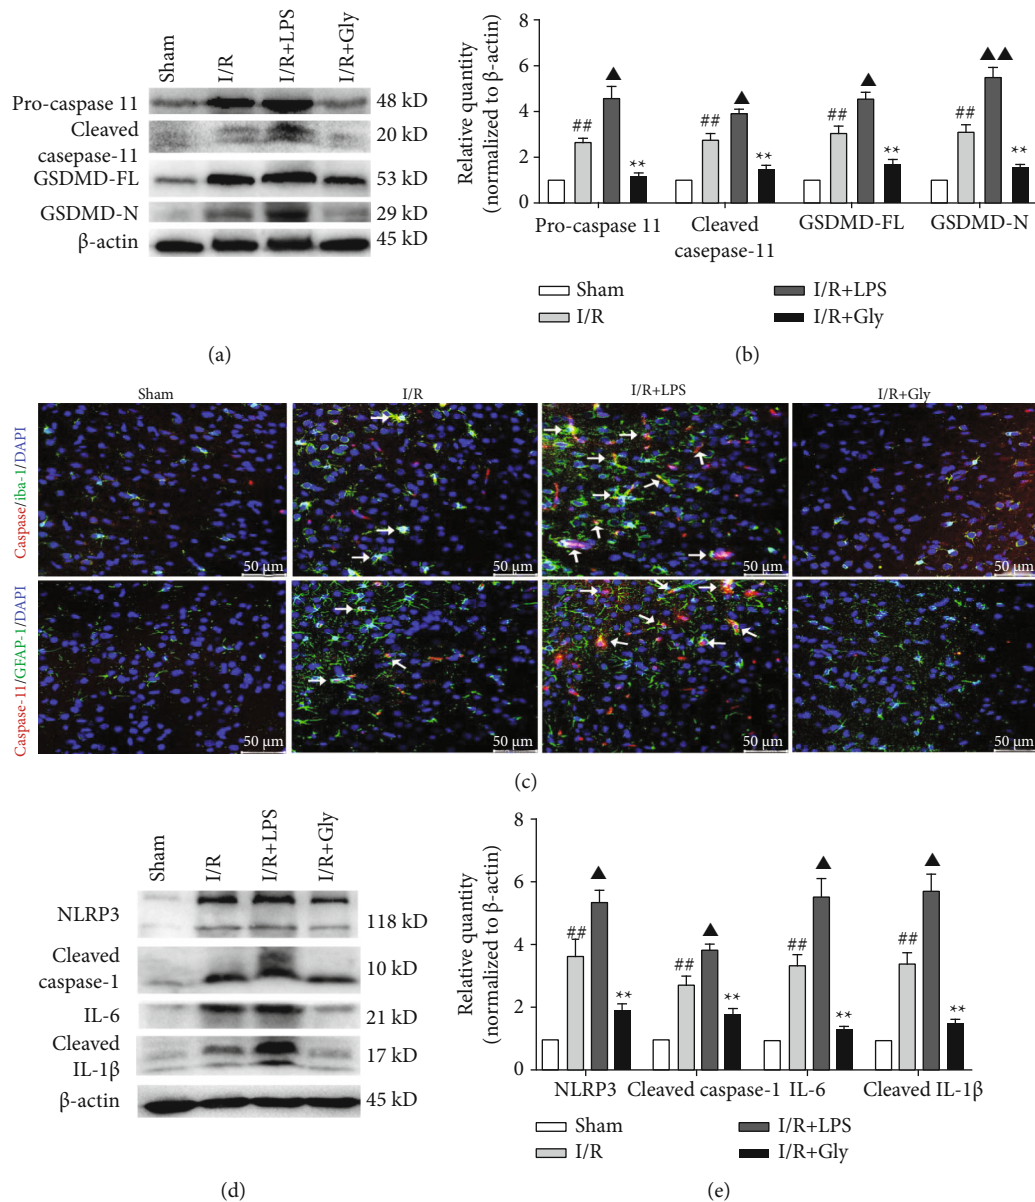 Sham
I/R
I/R+LPS
I/R+Gly
Pro-caspase 11
48 kD
Cleaved
casepase-11
20 kD
GSDMD-FL
53 kD
GSDMD-N
29 kD
β-actin
45 kD
(a)
Relative quantity
(normalized to β-actin)
8
6
4
2
0
##
▲
**
##
▲
**
##
▲
**
##
▲▲
**
Pro-caspase 11
Cleaved
casepase-11
GSDMD-FL
GSDMD-N
Sham
I/R
I/R+LPS
I/R+Gly
(b)
Sham
I/R
I/R+LPS
I/R+Gly
Caspase/iba-1/DAPI
50 µm
50 µm
50 µm
50 µm
Caspase-11/GFAP-1/DAPI
50 µm
50 µm
50 µm
50 µm
(c)
Sham
I/R
I/R+LPS
I/R+Gly
NLRP3
118 kD
Cleaved
caspase-1
10 kD
IL-6
21 kD
Cleaved
IL-1β
17 kD
β-actin
45 kD
(d)
Relative quantity
(normalized to β-actin)
8
6
4
2
0
##
▲
**
##
▲
**
##
▲
**
##
▲
**
NLRP3
Cleaved caspase-1
IL-6
Cleaved IL-1β
Sham
I/R
I/R+LPS
I/R+Gly
(e)